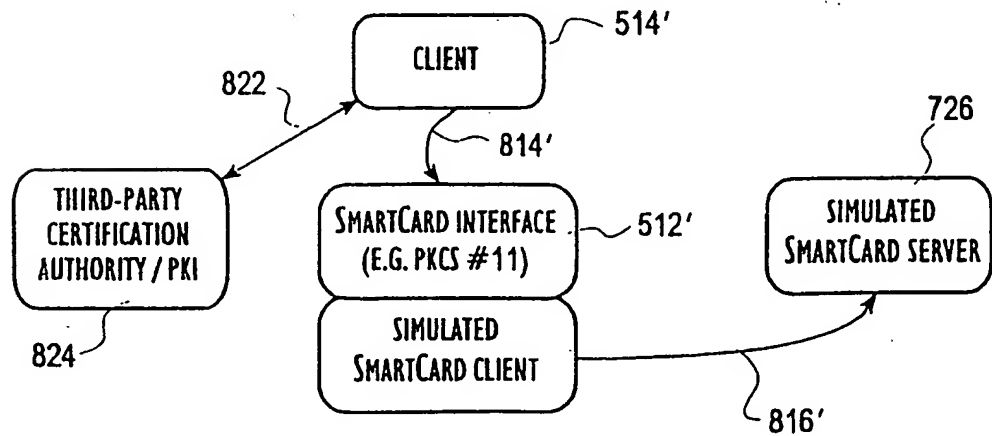 514′
CLIENT
822
814′
726
THIRD-PARTY
CERTIFICATION
AUTHORITY / PKI
SMARTCARD INTERFACE
(E.G. PKCS #11)
512′
SIMULATED
SMARTCARD SERVER
824
SIMULATED
SMARTCARD CLIENT
816′